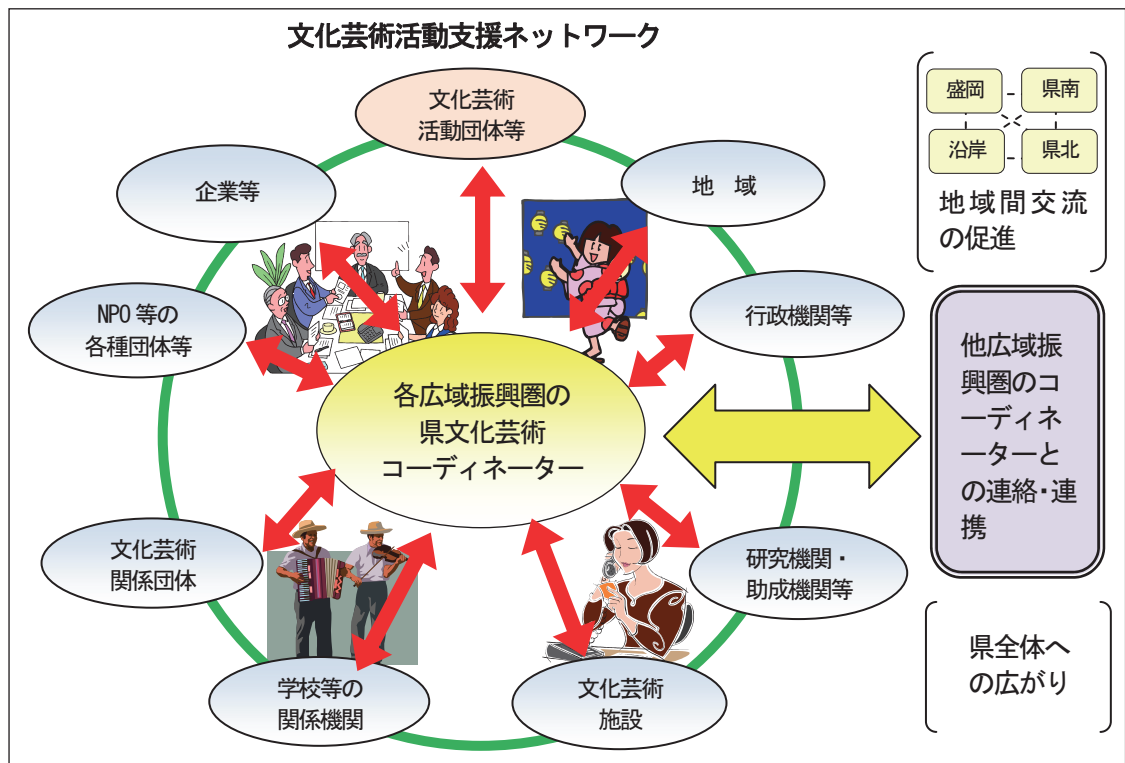 文化芸術活動支援ネットワーク
文化芸術
活動団体等
地　域
行政機関等
研究機関・
助成機関等
文化芸術
施設
学校等の
関係機関
文化芸術
関係団体
NPO 等の
各種団体等
企業等
各広域振興圏の
県文化芸術
コーディネーター
盛岡
県南
沿岸
県北
地域間交流
の促進
他広域振
興圏のコ
ーディネ
ーターと
の連絡・連
携
県全体へ
の広がり